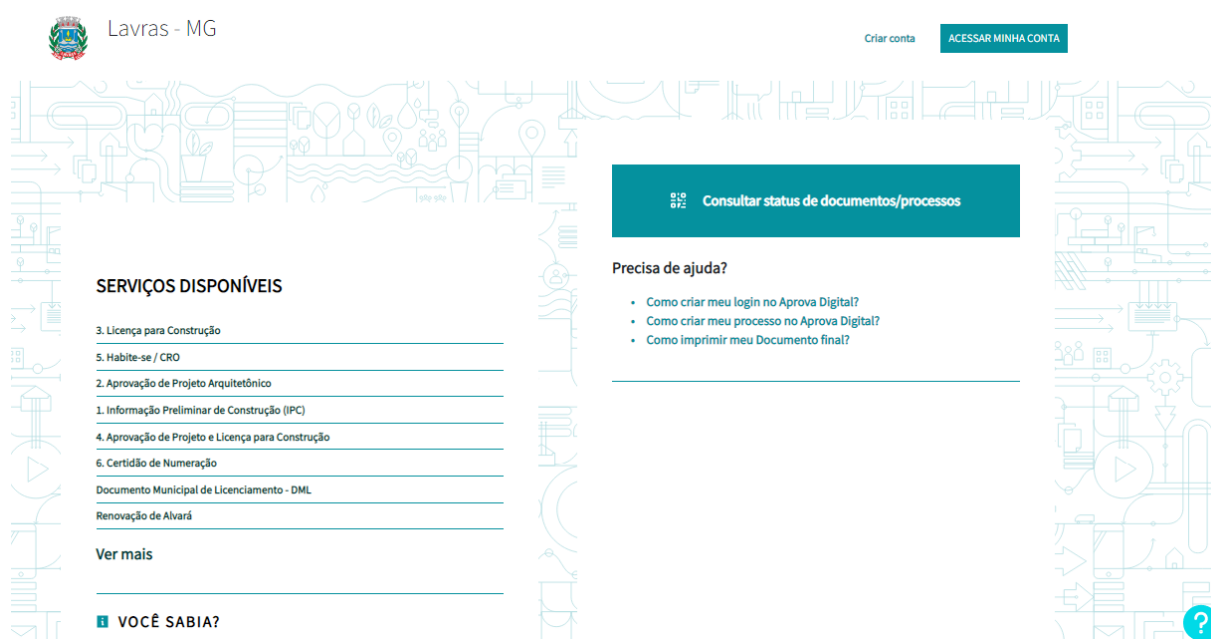 Lavras - MG
Criar conta
ACESSAR MINHA CONTA
Consultar status de documentos/processos
Precisa de ajuda?
• Como criar meu login no Aprova Digital?
• Como criar meu processo no Aprova Digital?
• Como imprimir meu Documento final?
SERVIÇOS DISPONÍVEIS
3. Licença para Construção
5. Habite-se / CRO
2. Aprovação de Projeto Arquitetônico
1. Informação Preliminar de Construção (IPC)
4. Aprovação de Projeto e Licença para Construção
6. Certidão de Numeração
Documento Municipal de Licenciamento - DML
Renovação de Alvará
Ver mais
VOCÊ SABIA?
?